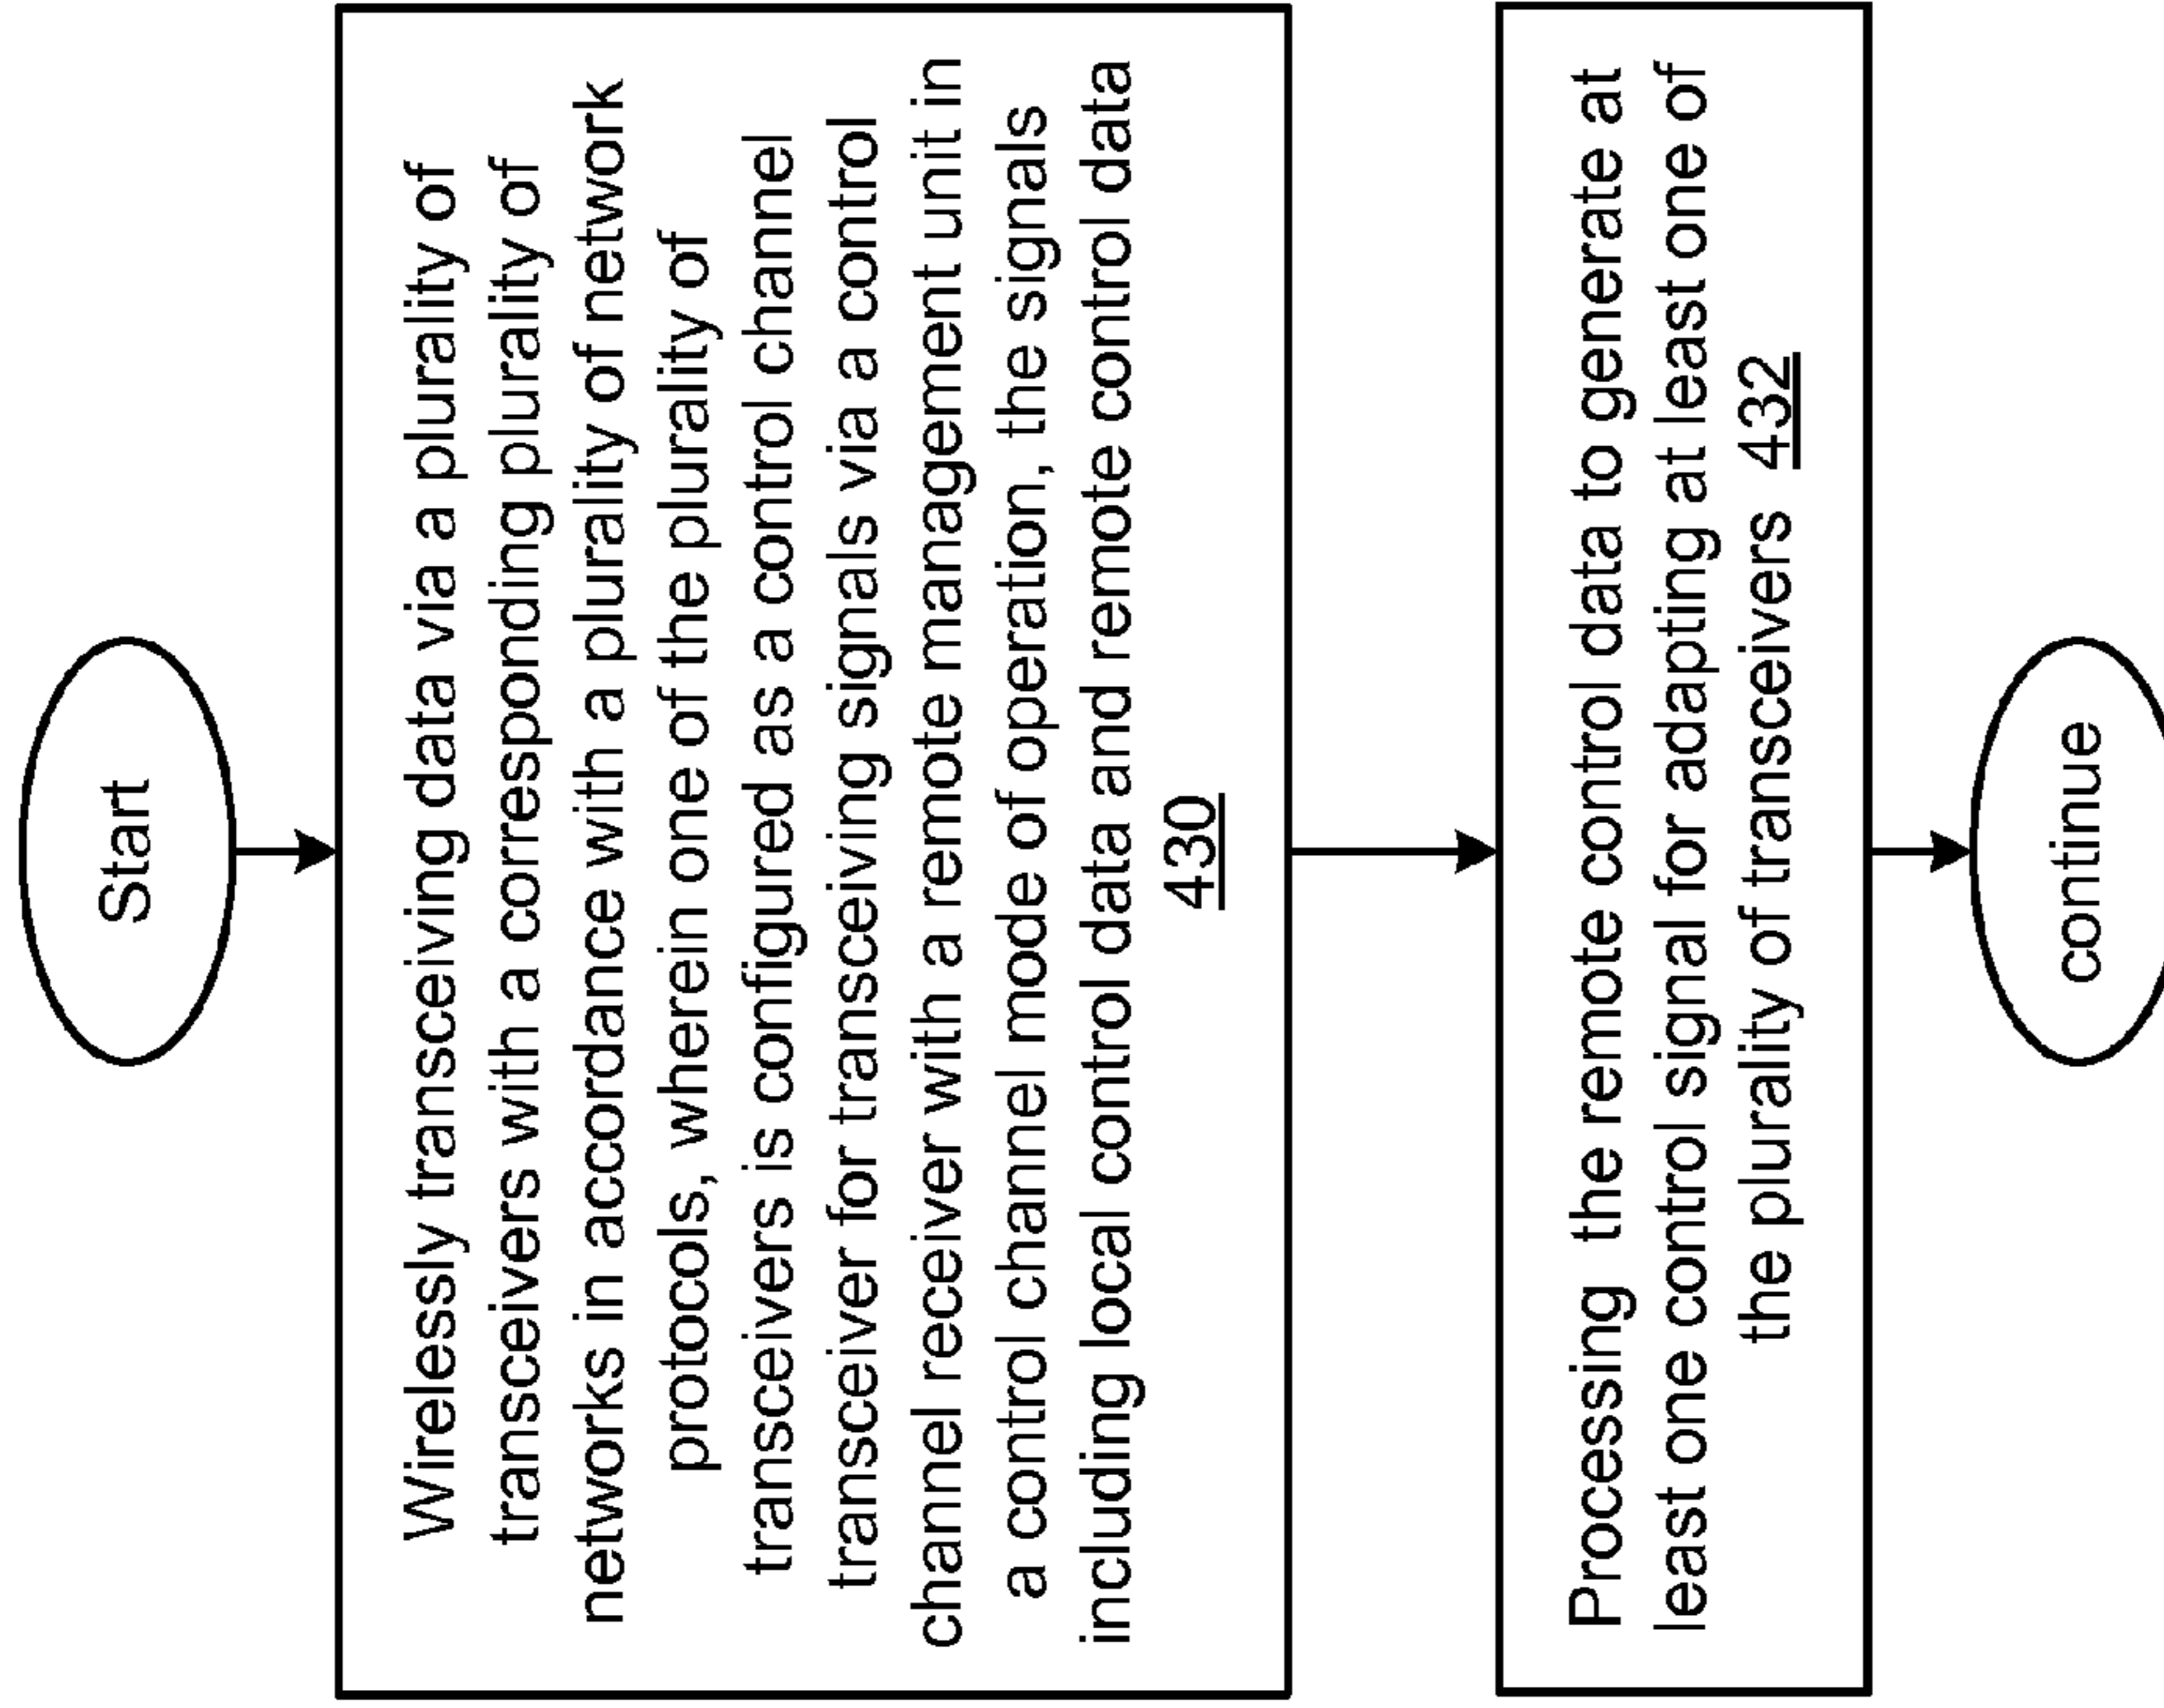 Start
Wirelessly transceiving data via a plurality of
transceivers with a corresponding plurality of
networks in accordance with a plurality of network
protocols, wherein one of the plurality of
transceivers is configured as a control channel
transceiver for transceiving signals via a control
channel receiver with a remote management unit in
a control channel mode of operation, the signals
including local control data and remote control data
430
Processing the remote control data to generate at
least one control signal for adapting at least one of
the plurality of transceivers 432
continue